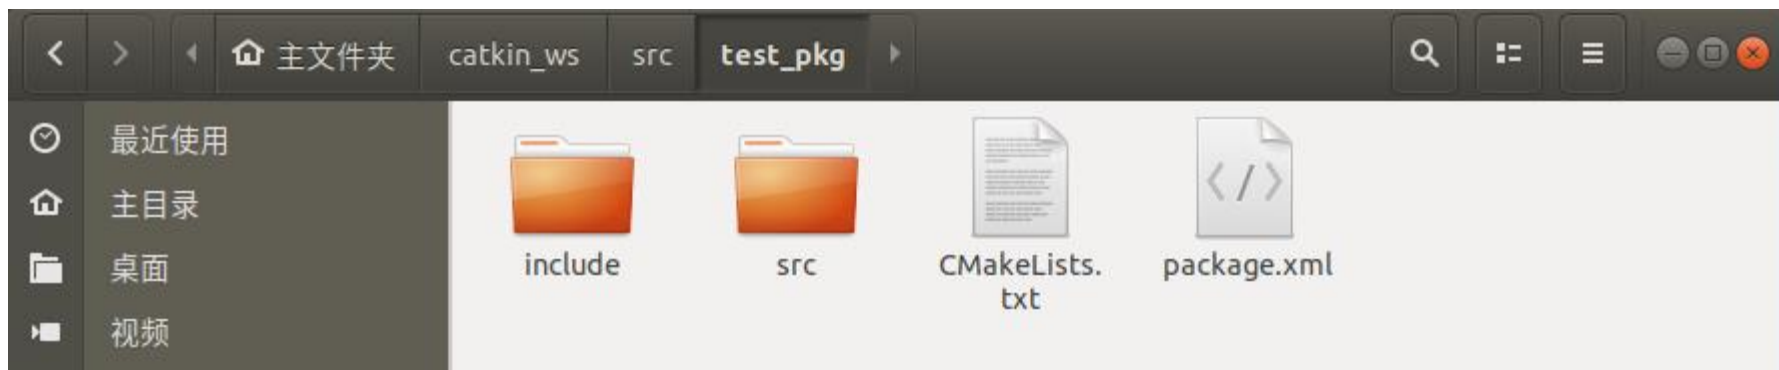 主文件夹 catkin_ws src test_pkg
最近使用
主目录
桌面
视频
include src CMakeLists. package.xml
txt